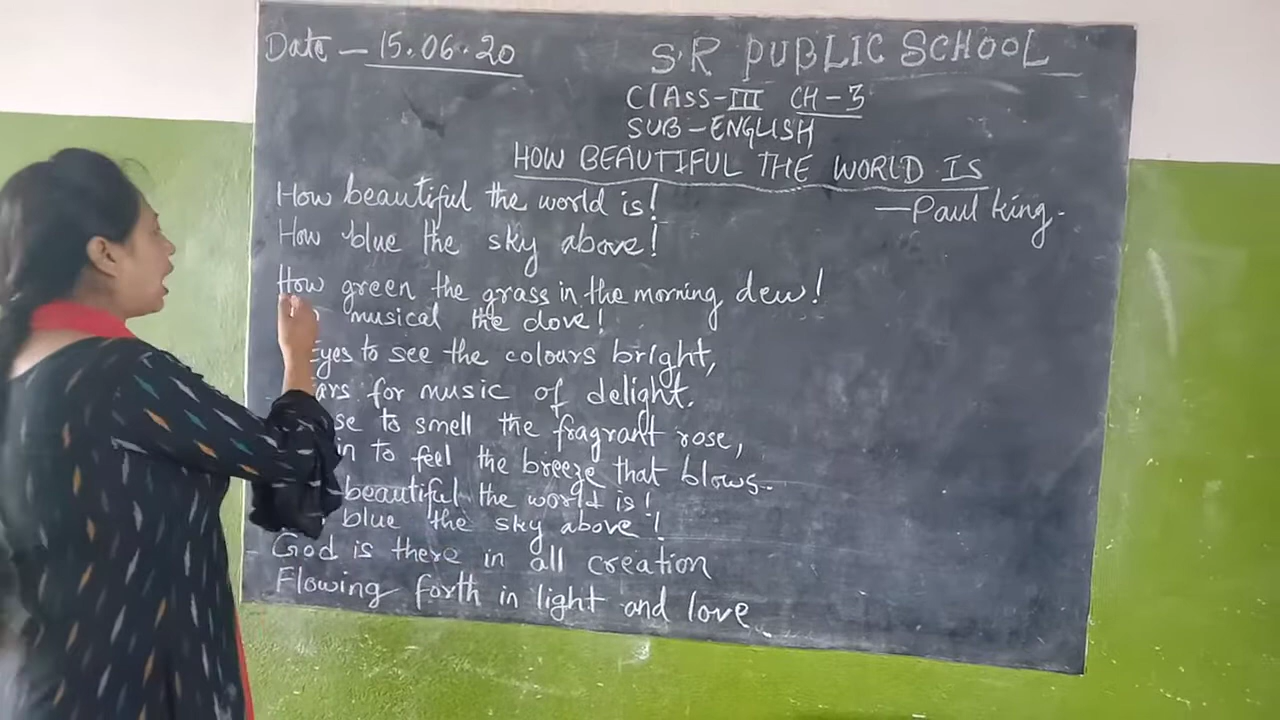 Date - 15.06.20
S.R PUBLIC SCHOOL
ClAss-III CH-3
SUB-ENGLISH
HOW BEAUTIFUL THE WORLD IS
-Paul King.
How beautiful the world is!
How blue the sky above!
How green the grass in the morning dew!
musical the dove!
Eyes to see the colours bright,
ars for music of delight.
se to smell the fragrant rose,
in to feel the breeze that blows.
beautiful the world is!
blue the sky above!
God is there in all creation
Flowing forth in light and love